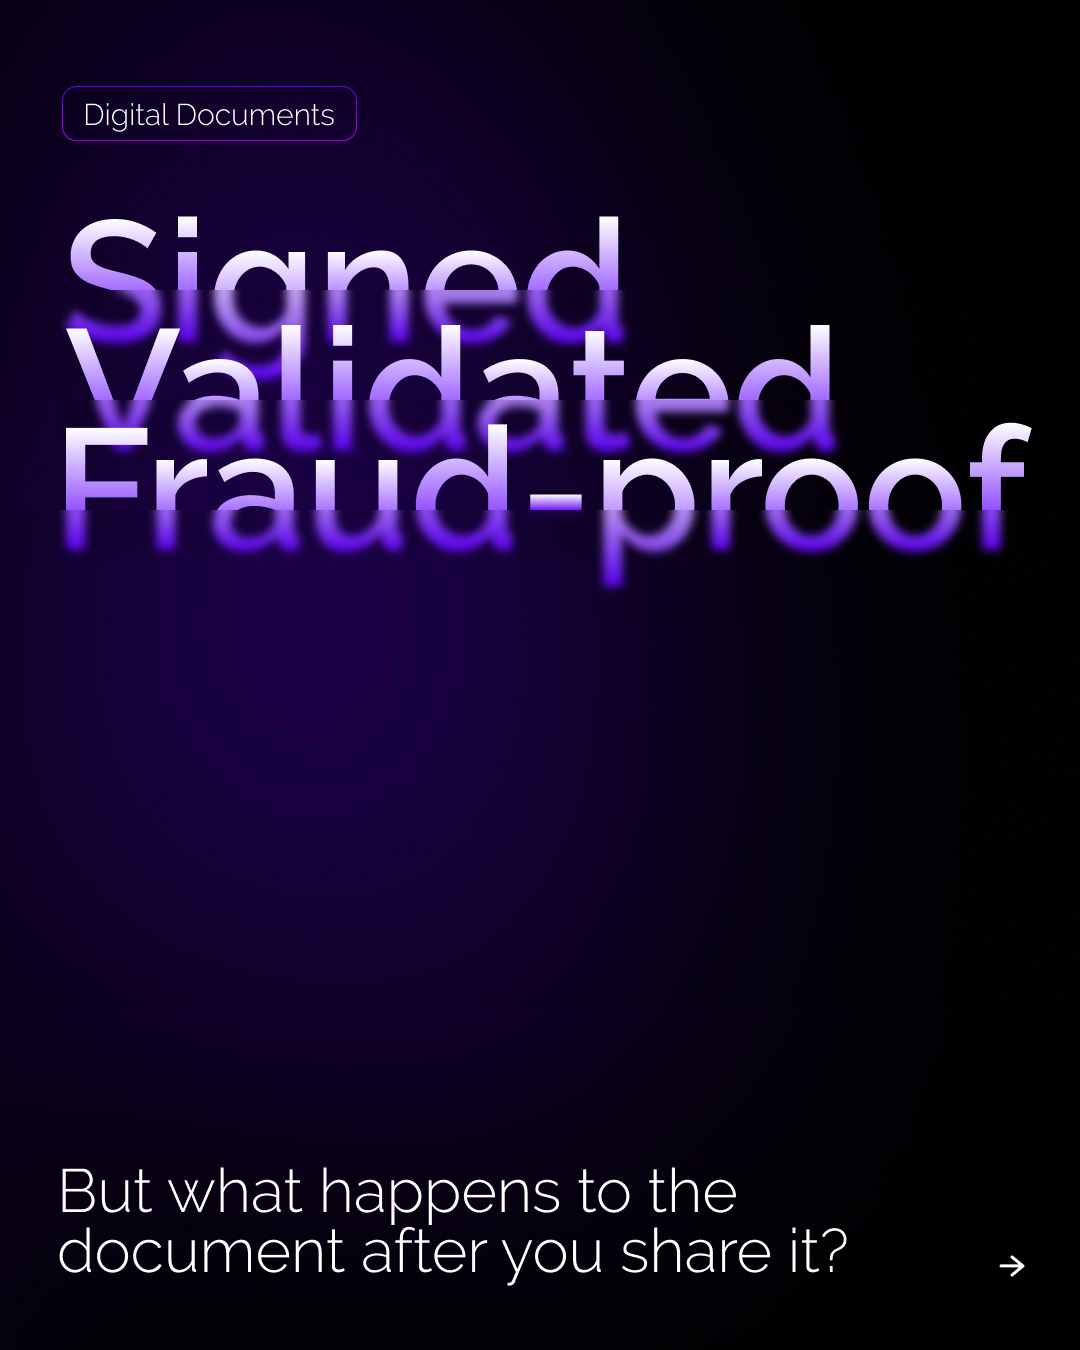 Digital Documents
Signed
Validated
Fraud-proof
But what happens to the
document after you share it?